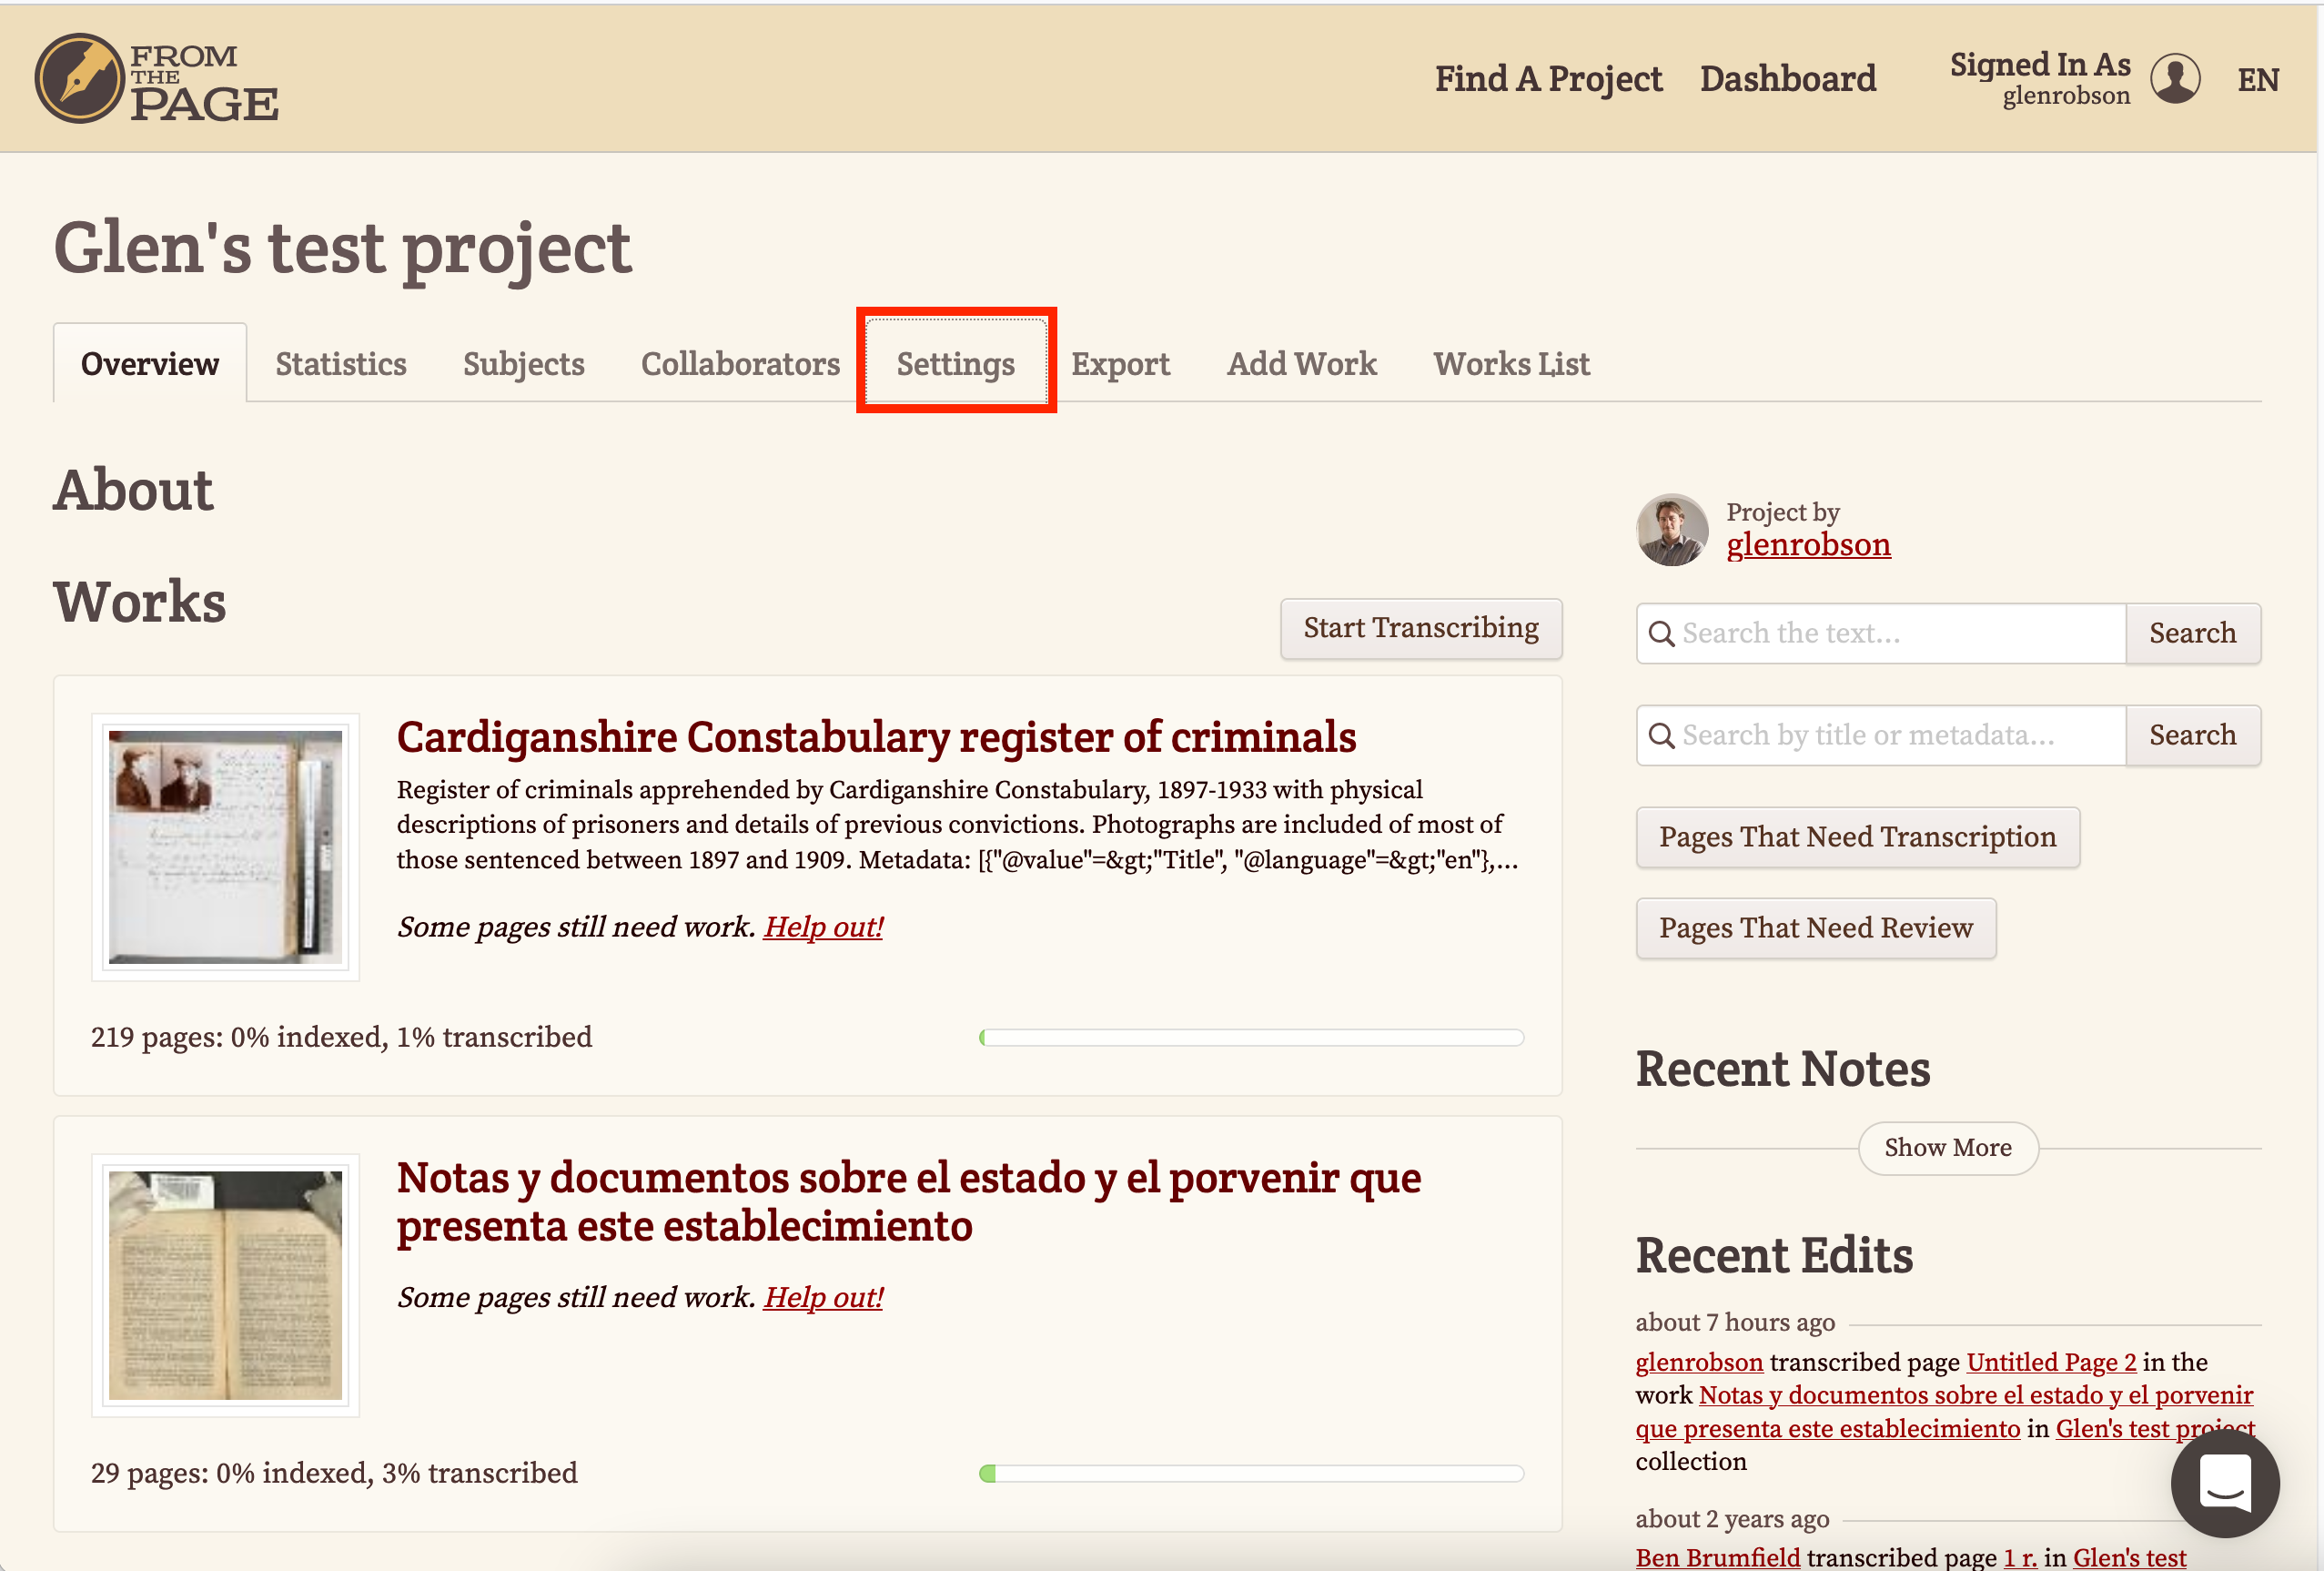 FROM
THE
PAGE
Find A Project
Dashboard
Signed In As
glenrobson
EN
Glen's test project
Overview
Statistics
Subjects
Collaborators
Settings
Export
Add Work
Works List
About
Works
Start Transcribing
Cardiganshire Constabulary register of criminals
Register of criminals apprehended by Cardiganshire Constabulary, 1897-1933 with physical
descriptions of prisoners and details of previous convictions. Photographs are included of most of
those sentenced between 1897 and 1909. Metadata: [{"@value"=&gt;"Title", "@language"=&gt;"en"},...
Some pages still need work. Help out!
219 pages: 0% indexed, 1% transcribed
Notas y documentos sobre el estado y el porvenir que
presenta este establecimiento
Some pages still need work. Help out!
29 pages: 0% indexed, 3% transcribed
Project by
glenrobson
Search the text...
Search
Search by title or metadata...
Search
Pages That Need Transcription
Pages That Need Review
Recent Notes
Show More
Recent Edits
about 7 hours ago
glenrobson transcribed page Untitled Page 2 in the
work Notas y documentos sobre el estado y el porvenir
que presenta este establecimiento in Glen's test project
collection
about 2 years ago
Ben Brumfield transcribed page 1 r. in Glen's test